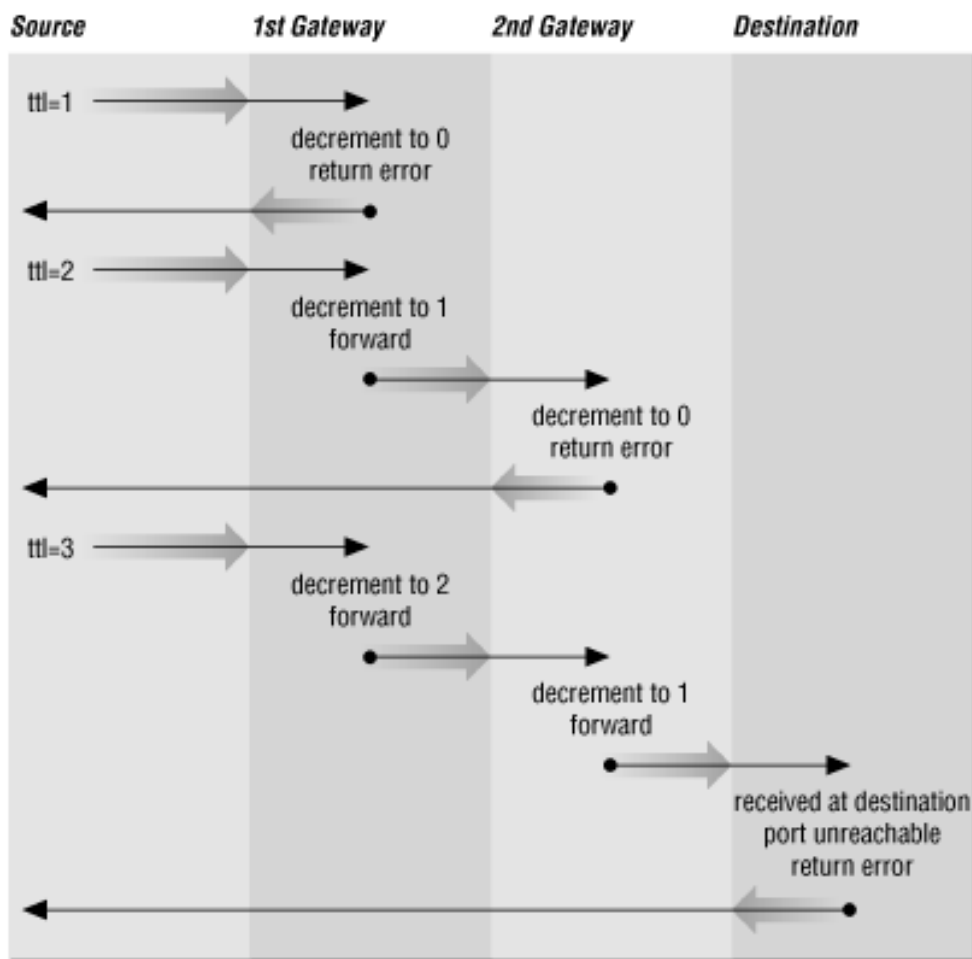 Source 1st Gateway 2nd Gateway Destination
ttl=1
decrement to 0
return error
ttl=2
decrement to 1
forward
decrement to 0
return error
ttl=3
decrement to 2
forward
decrement to 1
forward
received at destination
port unreachable
return error